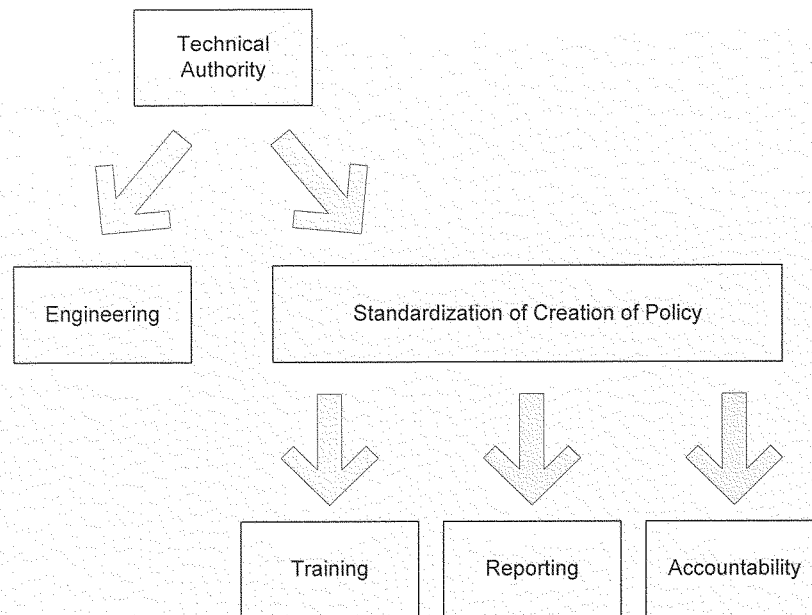 Technical
Authority
Engineering
Standardization of Creation of Policy
Training
Reporting
Accountability